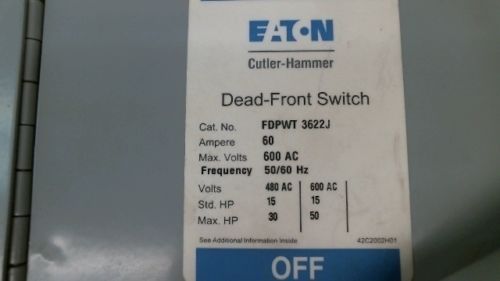 EATON
Cutler-Hammer
Dead-Front Switch
Cat. No. FDPWT 3622J
Ampere 60
Max. Volts 600 AC
Frequency 50/60 Hz
Volts 480 AC 600 AC
Std. HP 15 15
Max. HP 30 50
See Additional Information Inside 42C2002H01
OFF